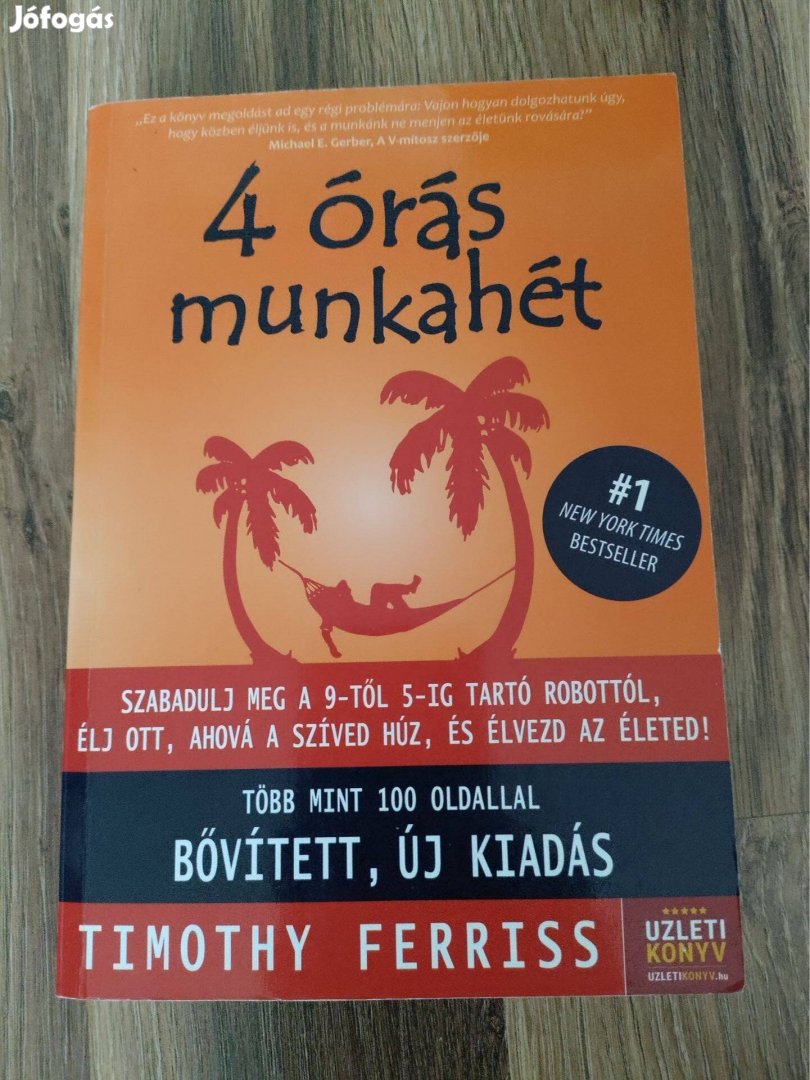 Jófogás
„Ez a könyv megoldást ad egy régi problémára: Vajon hogyan dolgozhatunk úgy,
hogy közben éljünk is, és a munkánk ne menjen az életünk rovására?"
Michael E. Gerber, A V-mítosz szerzője
4 órás
munkahét
#1
NEW YORK TIMES
BESTSELLER
SZABADULJ MEG A 9-TŐL 5-IG TARTÓ ROBOTTÓL,
ÉLJ OTT, AHOVÁ A SZÍVED HÚZ, ÉS ÉLVEZD AZ ÉLETED!
TÖBB MINT 100 OLDALLAL
BŐVÍTETT, ÚJ KIADÁS
TIMOTHY FERRISS
UZLETI
KONYV
UZLETIKONYV.hu